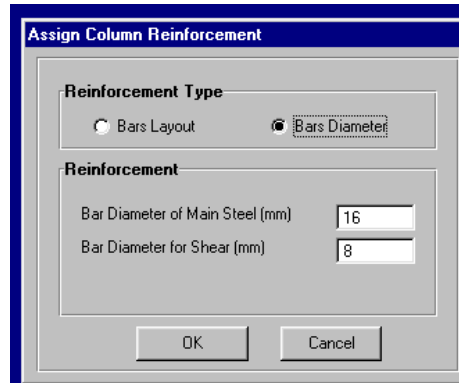 Assign Column Reinforcement
Reinforcement Type
Bars Layout Bars Diameter
Reinforcement
Bar Diameter of Main Steel (mm) 16
Bar Diameter for Shear (mm) 8
OK Cancel